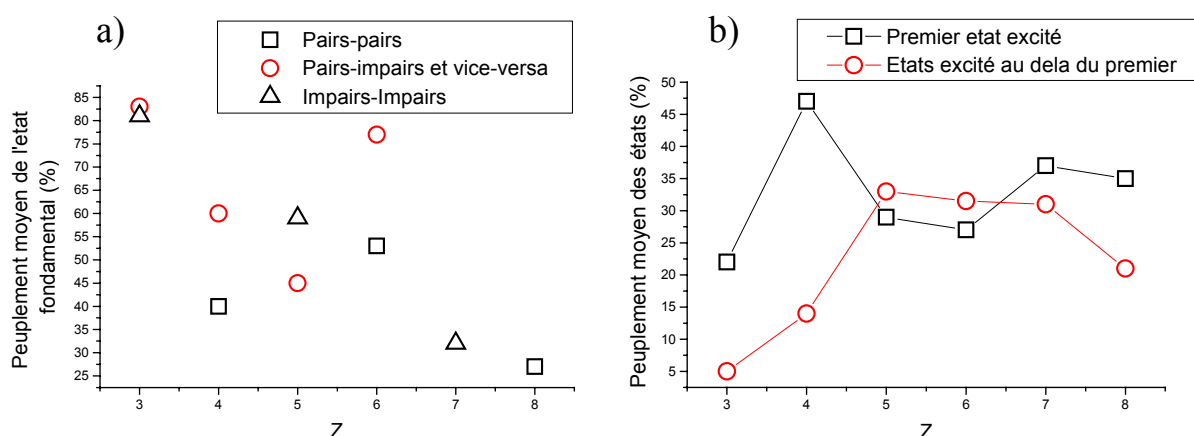 a)
Pairs-pairs
Pairs-impairs et vice-versa
Impairs-Impairs
Peuplement moyen de l'etat
fondamental (%)
85
80
75
70
65
60
55
50
45
40
35
30
25
3 4 5 6 7 8
Z
b)
Premier etat excité
Etats excité au dela du premier
Peuplement moyen des états (%)
50
45
40
35
30
25
20
15
10
5
3 4 5 6 7 8
Z